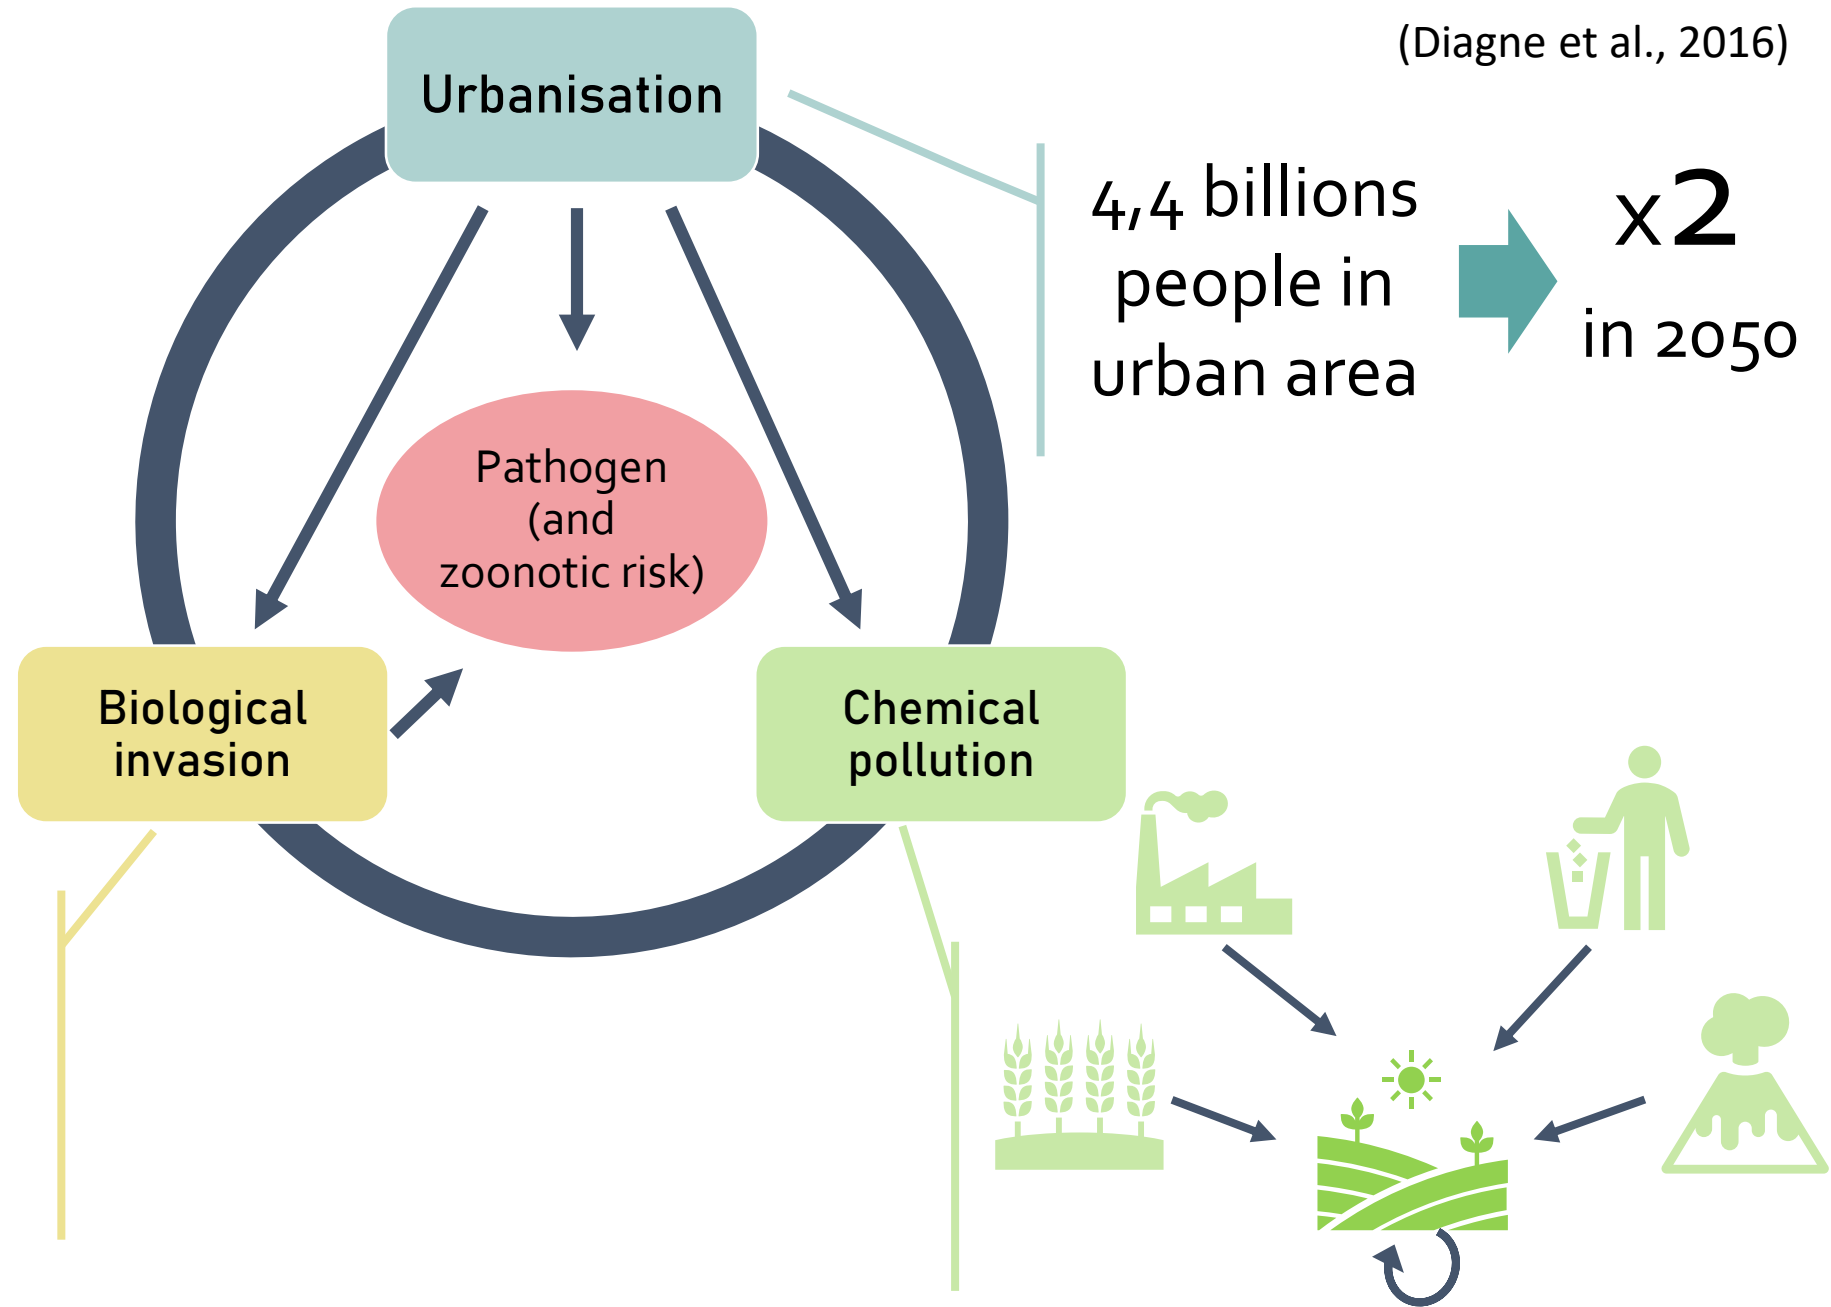 (Diagne et al., 2016)
Urbanisation
4,4 billions
people in
urban area
x2
in 2050
Pathogen
(and
zoonotic risk)
Biological
invasion
Chemical
pollution